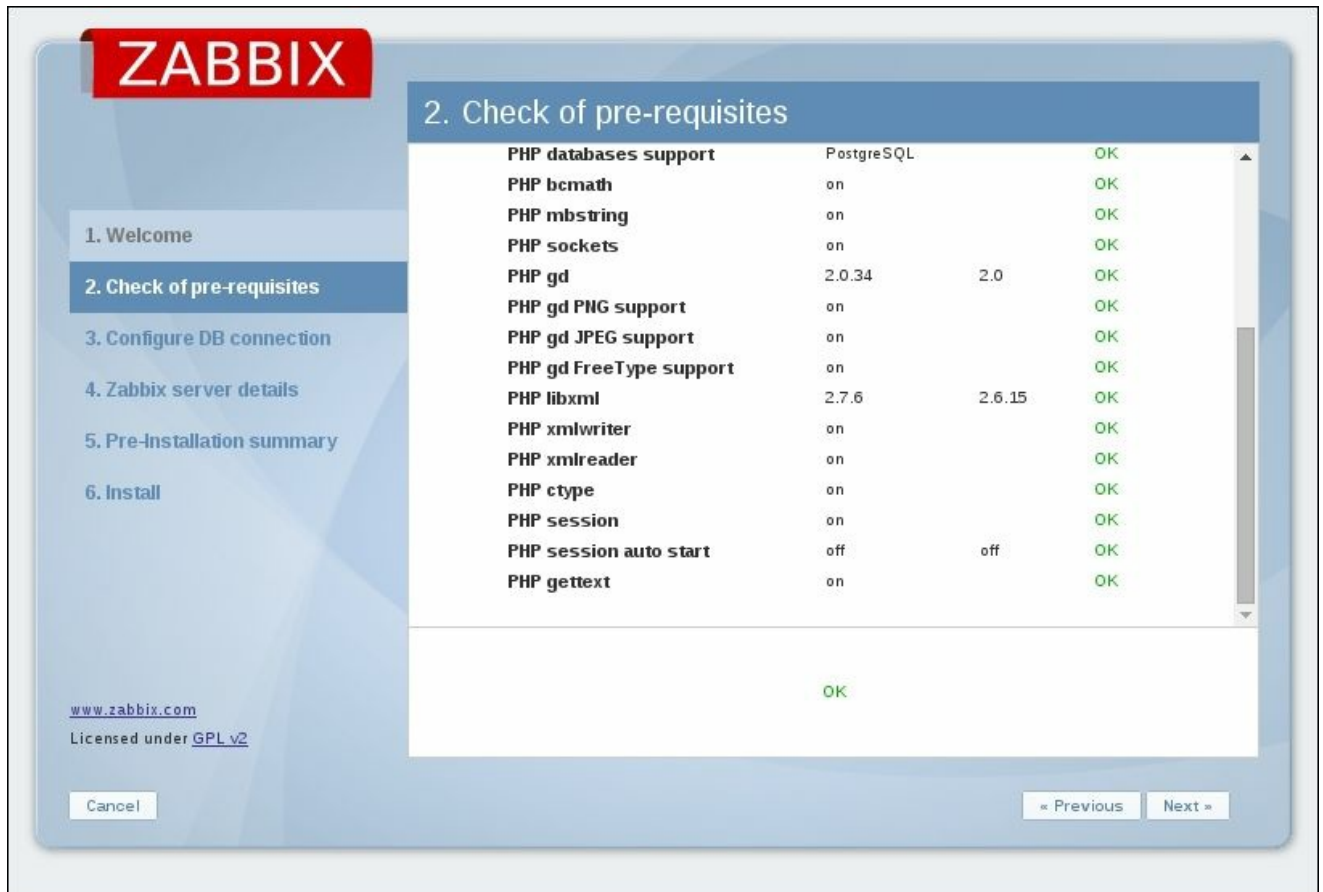 ZABBIX
2. Check of pre-requisites
1. Welcome
2. Check of pre-requisites
3. Configure DB connection
4. Zabbix server details
5. Pre-Installation summary
6. Install
PHP databases support PostgreSQL OK
PHP bcmath on OK
PHP mbstring on OK
PHP sockets on OK
PHP gd 2.0.34 2.0 OK
PHP gd PNG support on OK
PHP gd JPEG support on OK
PHP gd FreeType support on OK
PHP libxml 2.7.6 2.6.15 OK
PHP xmlwriter on OK
PHP xmlreader on OK
PHP ctype on OK
PHP session on OK
PHP session auto start off off OK
PHP gettext on OK
OK
www.zabbix.com
Licensed under GPL v2
Cancel
« Previous Next »